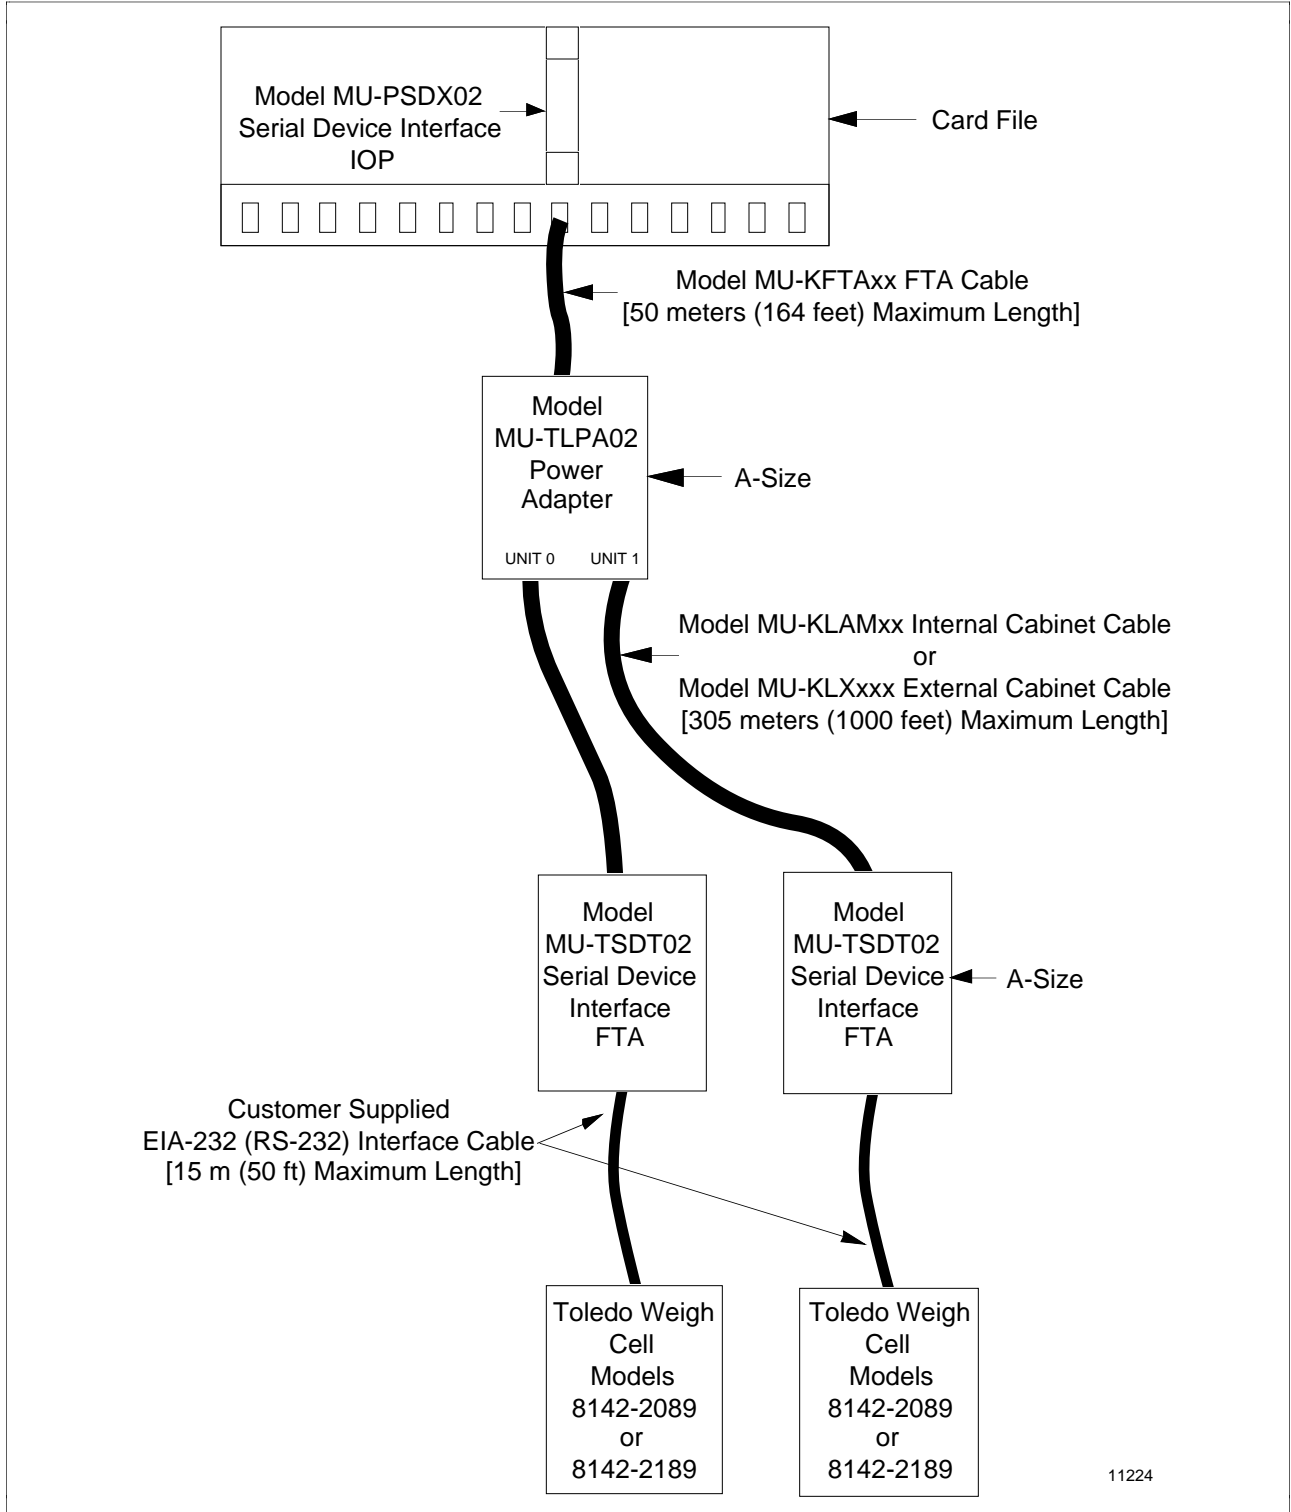 Model MU-PSDX02
Serial Device Interface
IOP
Card File
Model MU-KFTAxx FTA Cable
[50 meters (164 feet) Maximum Length]
Model
MU-TLPA02
Power
Adapter
A-Size
UNIT 0
UNIT 1
Model MU-KLAMxx Internal Cabinet Cable
or
Model MU-KLXxxx External Cabinet Cable
[305 meters (1000 feet) Maximum Length]
Model
MU-TSDT02
Serial Device
Interface
FTA
Model
MU-TSDT02
Serial Device
Interface
FTA
A-Size
Customer Supplied
EIA-232 (RS-232) Interface Cable
[15 m (50 ft) Maximum Length]
Toledo Weigh
Cell
Models
8142-2089
or
8142-2189
Toledo Weigh
Cell
Models
8142-2089
or
8142-2189
11224